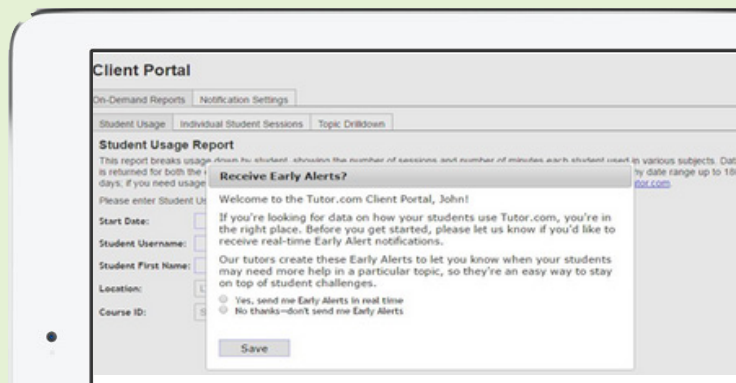 Client Portal
On-Demand Reports Notification Settings
Student Usage Individual Student Sessions Topic Drilldown
Student Usage Report
This report breaks usage down by student, showing the number of sessions and number of minutes each student used in various subjects. Dat
is returned for both the
ny date range up to 18
days; if you need usage
tor.com.
Please enter Student Us
Receive Early Alerts?
Welcome to the Tutor.com Client Portal, John!
If you're looking for data on how your students use Tutor.com, you're in
the right place. Before you get started, please let us know if you'd like to
receive real-time Early Alert notifications.
Our tutors create these Early Alerts to let you know when your students
may need more help in a particular topic, so they're an easy way to stay
on top of student challenges.
Yes, send me Early Alerts in real time
No thanks—don't send me Early Alerts
Save
Start Date:
Student Username:
Student First Name:
Location:
Course ID: